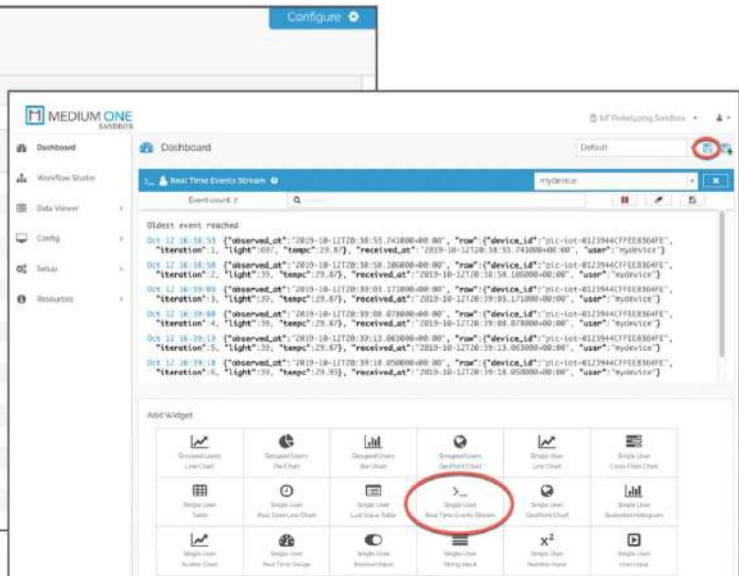 Configure
MEDIUM ONE
SANDBOX
IoT Prototyping Sandbox
Dashboard
Dashboard
Default
Workflow Studio
Data Viewer
Config
Setup
Resources
>_ Real Time Events Stream
mydevice
Event count: 7
Oldest event reached
Oct 12 16:38:53 {"observed_at":"2019-10-12T20:38:53.741000+00:00", "raw":{"device_id":"pic-iot-0123944CFFEE8364FE",
"iteration":1, "light":697, "tempc":29.87}, "received_at":"2019-10-12T20:38:53.741000+00:00", "user":"mydevice"}
Oct 12 16:38:58 {"observed_at":"2019-10-12T20:38:58.186000+00:00", "raw":{"device_id":"pic-iot-0123944CFFEE8364FE",
"iteration":2, "light":39, "tempc":29.87}, "received_at":"2019-10-12T20:38:58.186000+00:00", "user":"mydevice"}
Oct 12 16:39:03 {"observed_at":"2019-10-12T20:39:03.171000+00:00", "raw":{"device_id":"pic-iot-0123944CFFEE8364FE",
"iteration":3, "light":39, "tempc":29.87}, "received_at":"2019-10-12T20:39:03.171000+00:00", "user":"mydevice"}
Oct 12 16:39:08 {"observed_at":"2019-10-12T20:39:08.078000+00:00", "raw":{"device_id":"pic-iot-0123944CFFEE8364FE",
"iteration":4, "light":39, "tempc":29.87}, "received_at":"2019-10-12T20:39:08.078000+00:00", "user":"mydevice"}
Oct 12 16:39:13 {"observed_at":"2019-10-12T20:39:13.063000+00:00", "raw":{"device_id":"pic-iot-0123944CFFEE8364FE",
"iteration":5, "light":39, "tempc":29.87}, "received_at":"2019-10-12T20:39:13.063000+00:00", "user":"mydevice"}
Oct 12 16:39:18 {"observed_at":"2019-10-12T20:39:18.050000+00:00", "raw":{"device_id":"pic-iot-0123944CFFEE8364FE",
"iteration":6, "light":39, "tempc":29.93}, "received_at":"2019-10-12T20:39:18.050000+00:00", "user":"mydevice"}
Add Widget
Grouped Users Grouped Users Grouped Users Grouped Users Single User Single User
Line Chart Pie Chart Bar Chart GeoPoint Chart Line Chart Cross Filter Chart
>_
Single User Single User Single User Single User Single User Single User
Table Real Time Line Chart Last Value Table Real Time Events Stream GeoPoint Chart Bucketed Histogram
x²
Single User Single User Single User Single User Single User Single User
Scatter Chart Real Time Gauge Boolean Input String Input Number Input User Input